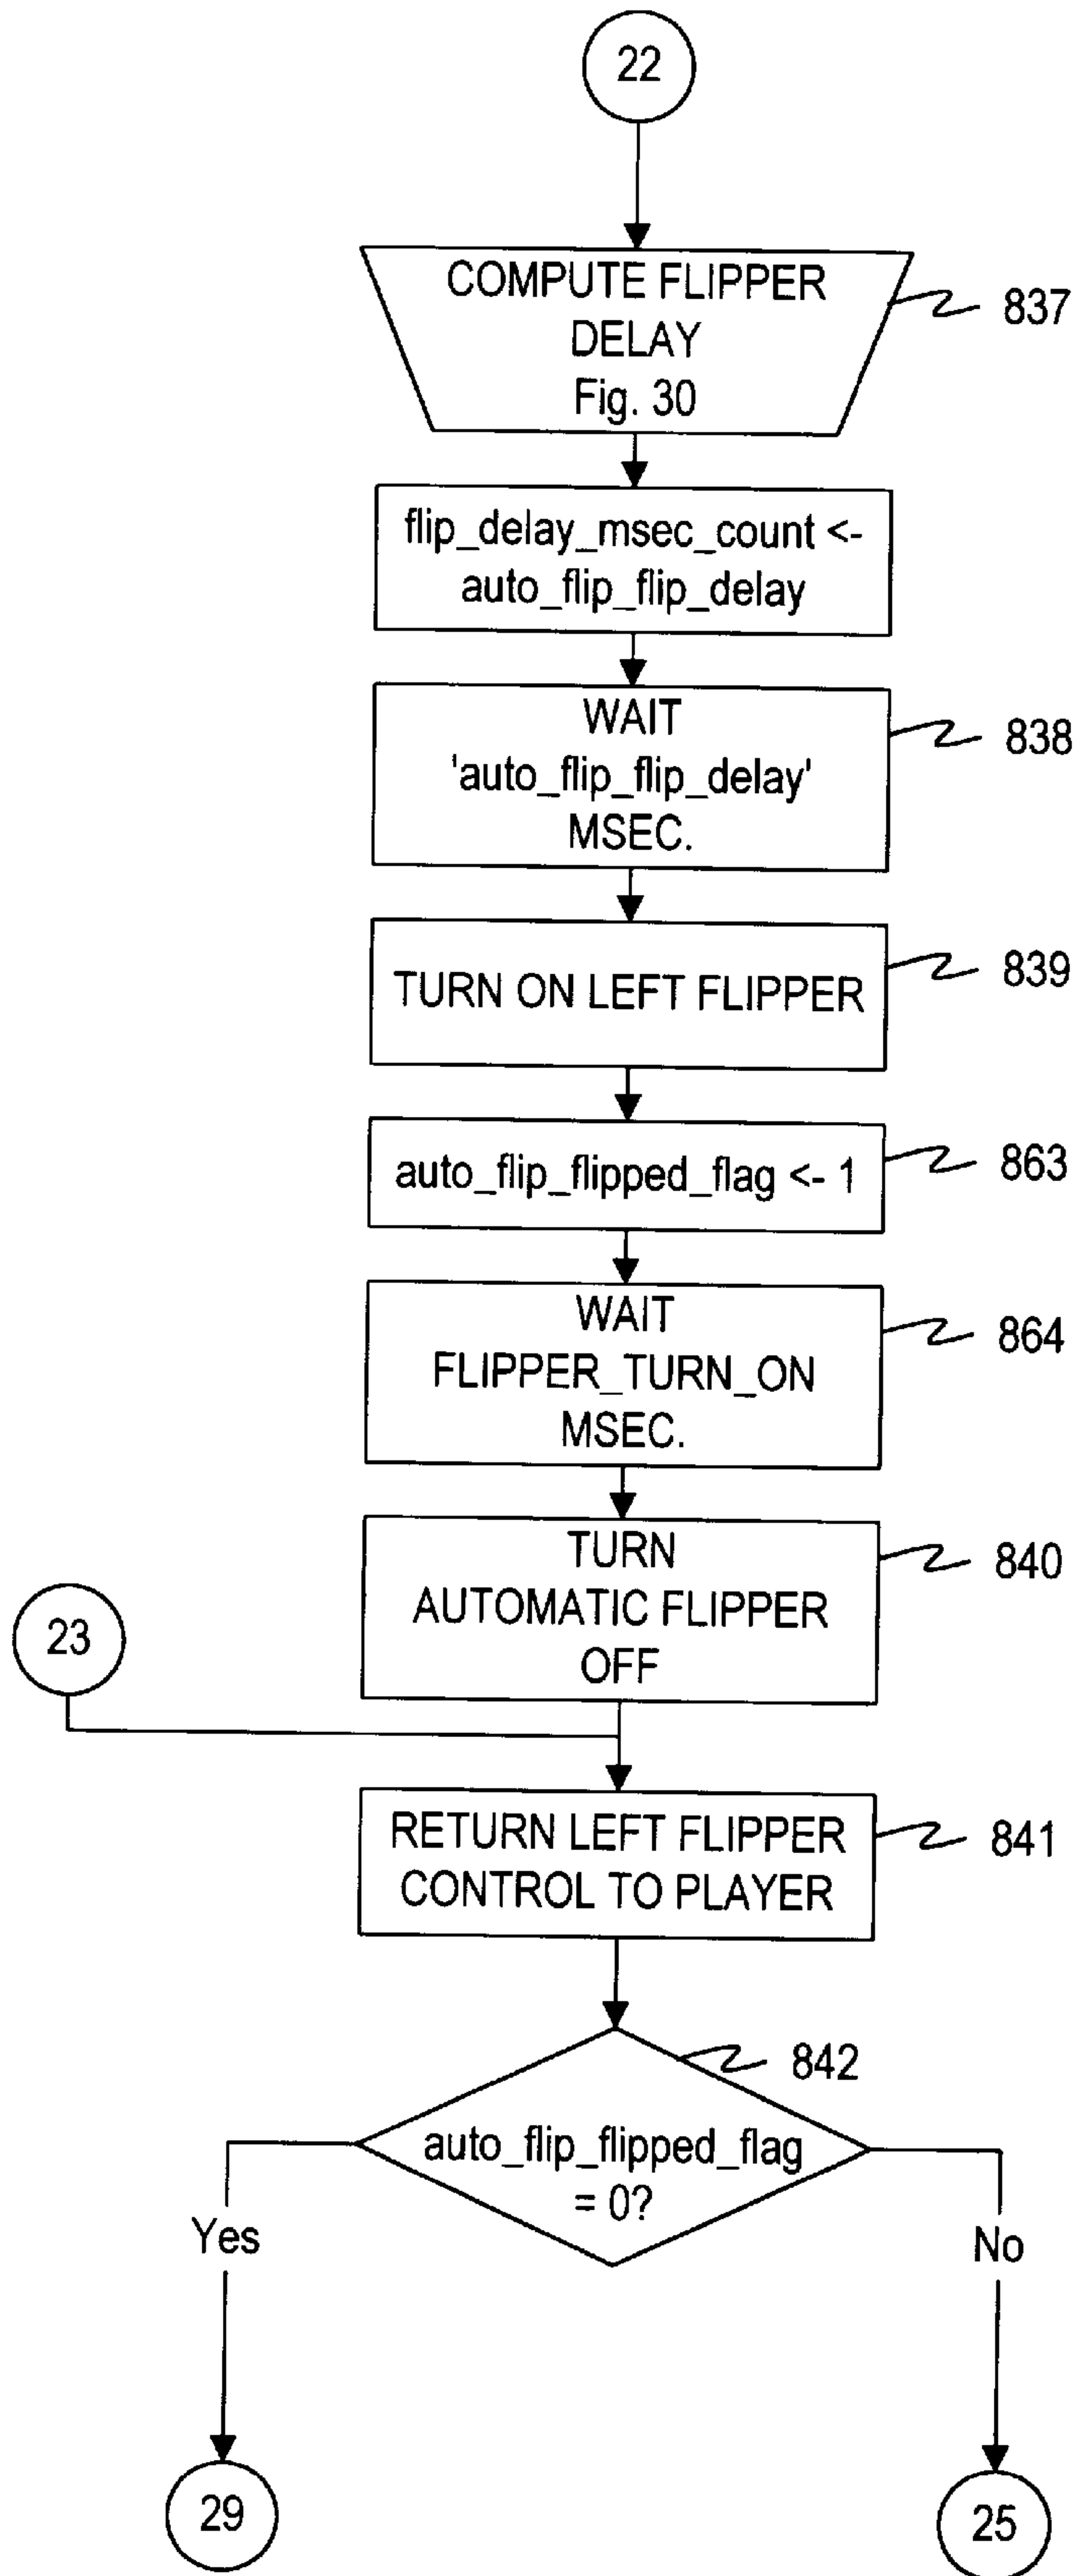 22
COMPUTE FLIPPER
DELAY
Fig. 30
837
flip_delay_msec_count <-
auto_flip_flip_delay
WAIT
'auto_flip_flip_delay'
MSEC.
838
TURN ON LEFT FLIPPER
839
auto_flip_flipped_flag <- 1
863
WAIT
FLIPPER_TURN_ON
MSEC.
864
TURN
AUTOMATIC FLIPPER
OFF
840
23
RETURN LEFT FLIPPER
CONTROL TO PLAYER
841
842
auto_flip_flipped_flag
= 0?
Yes
No
29
25